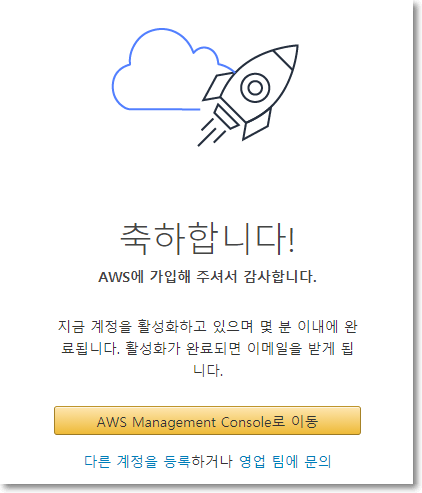 축하합니다!
AWS에 가입해 주셔서 감사합니다.
지금 계정을 활성화하고 있으며 몇 분 이내에 완
료됩니다. 활성화가 완료되면 이메일을 받게 됩
니다.
AWS Management Console로 이동
다른 계정을 등록하거나 영업 팀에 문의